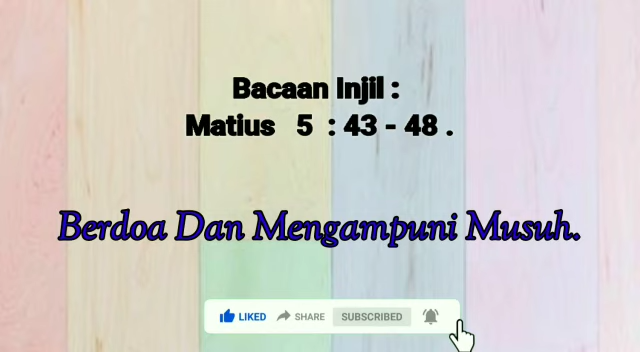 Bacaan Injil :
Matius 5 : 43 - 48 .
Berdoa Dan Mengampuni Musuh.
LIKED SHARE SUBSCRIBED